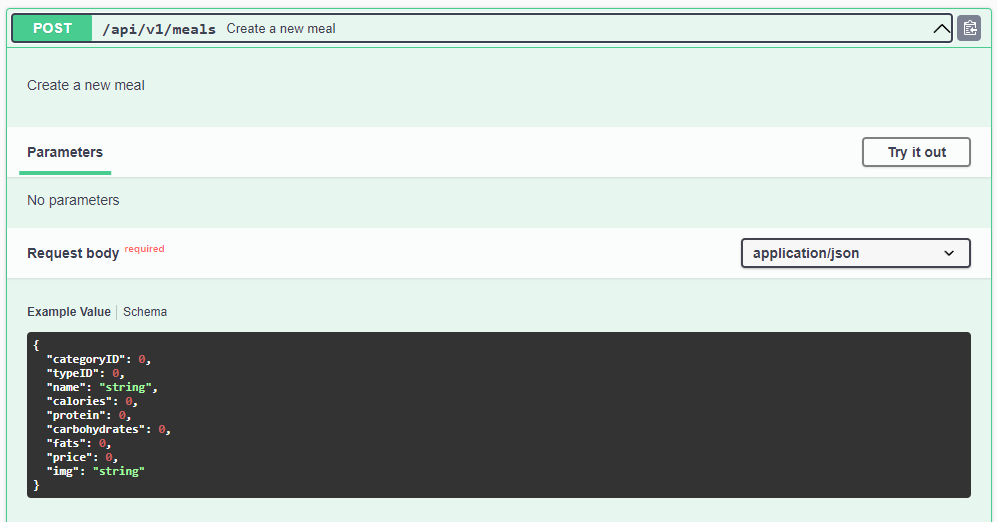 POST /api/v1/meals Create a new meal
Create a new meal
Parameters
Try it out
No parameters
Request body required
application/json
Example Value Schema
{
  "categoryID": 0,
  "typeID": 0,
  "name": "string",
  "calories": 0,
  "protein": 0,
  "carbohydrates": 0,
  "fats": 0,
  "price": 0,
  "img": "string"
}